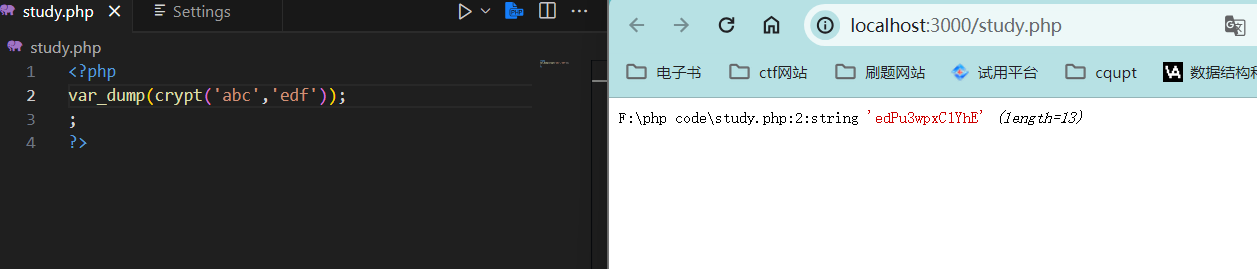 study.php
Settings
study.php
1 <?php
2 var_dump(crypt('abc','edf'));
3 ;
4 ?>
localhost:3000/study.php
电子书 ctf网站 刷题网站 试用平台 cqupt 数据结构和
F:\php code\study.php:2:string 'edPu3wpxClYhE' (length=13)